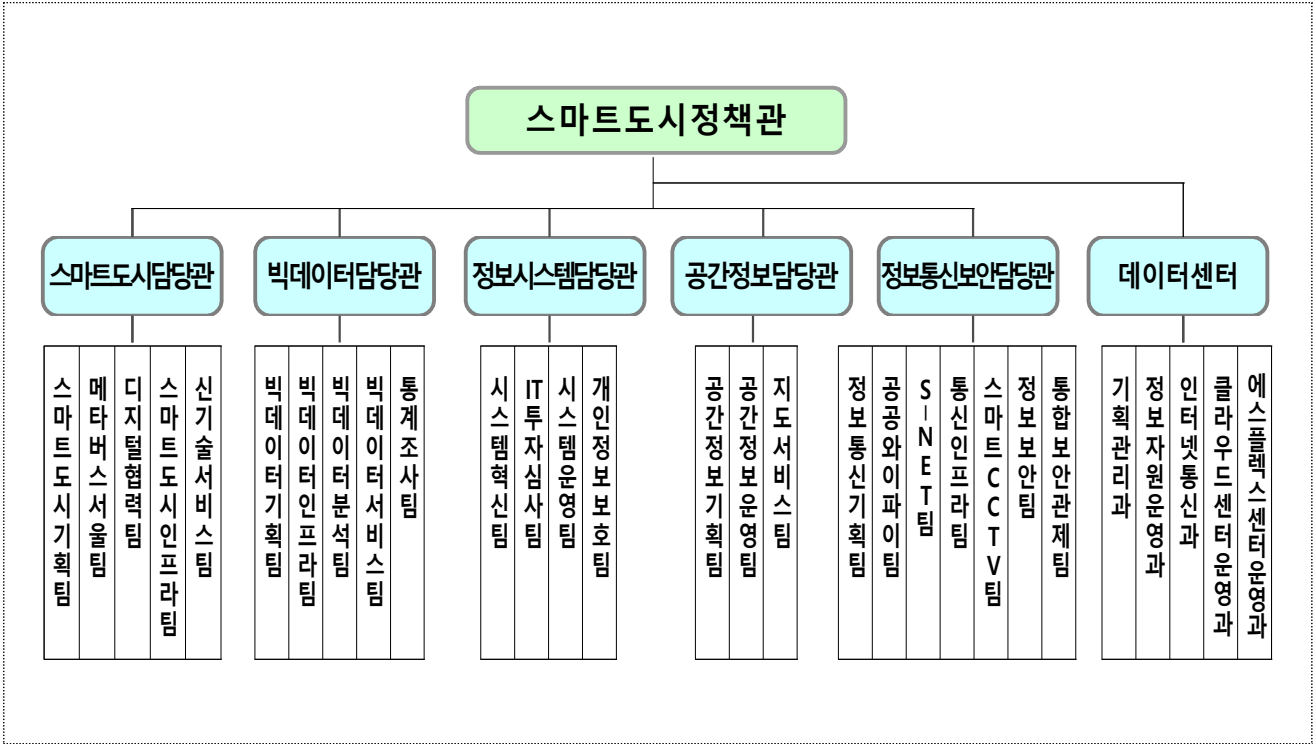 스마트도시정책관
스마트도시담당관
빅데이터담당관
정보시스템담당관
공간정보담당관
정보통신보안담당관
데이터센터
스마트도시기획팀
메타버스서울팀
디지털협력팀
스마트도시인프라팀
신기술서비스팀
빅데이터기획팀
빅데이터인프라팀
빅데이터분석팀
빅데이터서비스팀
통계조사팀
시스템혁신팀
IT투자심사팀
시스템운영팀
개인정보보호팀
공간정보기획팀
공간정보운영팀
지도서비스팀
정보통신기획팀
공공와이파이팀
S-NET팀
통신인프라팀
스마트CCTV팀
정보보안팀
통합보안관제팀
기획관리과
정보자원운영과
인터넷통신과
클라우드센터운영과
에스플렉스센터운영과